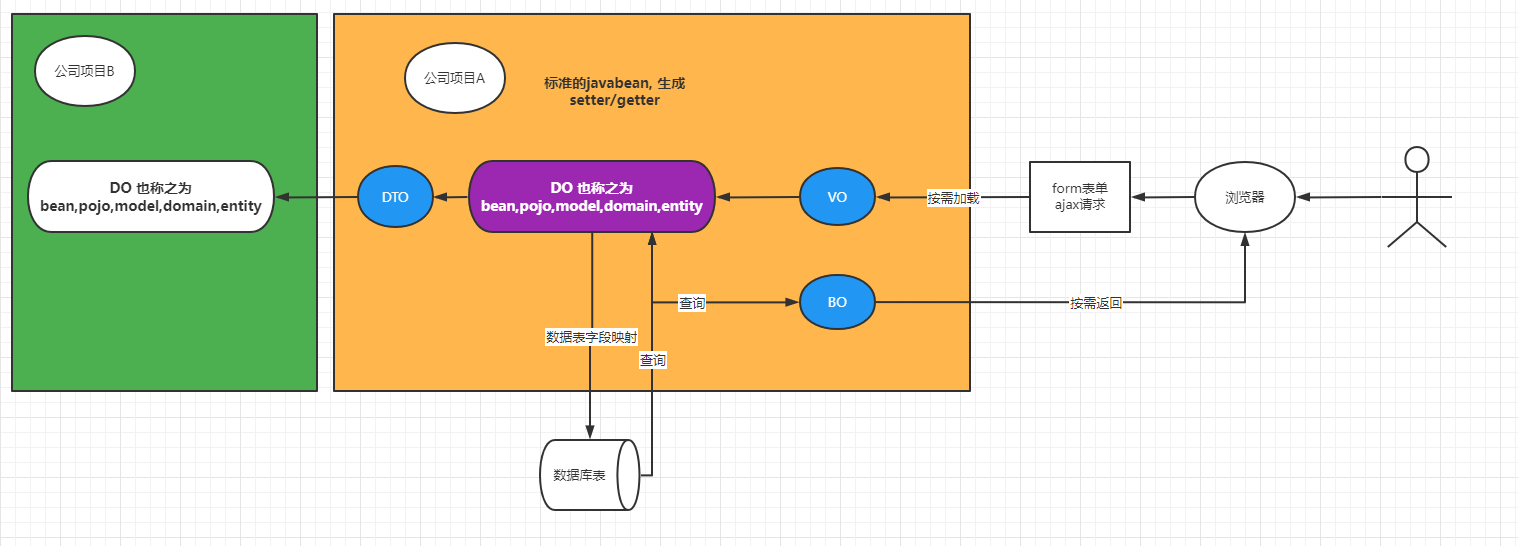 公司项目B
公司项目A
标准的javabean, 生成
setter/getter
DO 也称之为
bean,pojo,model,domain,entity
DTO
DO 也称之为
bean,pojo,model,domain,entity
VO
按需加载
form表单
ajax请求
浏览器
查询
BO
按需返回
数据表字段映射
查询
数据库表